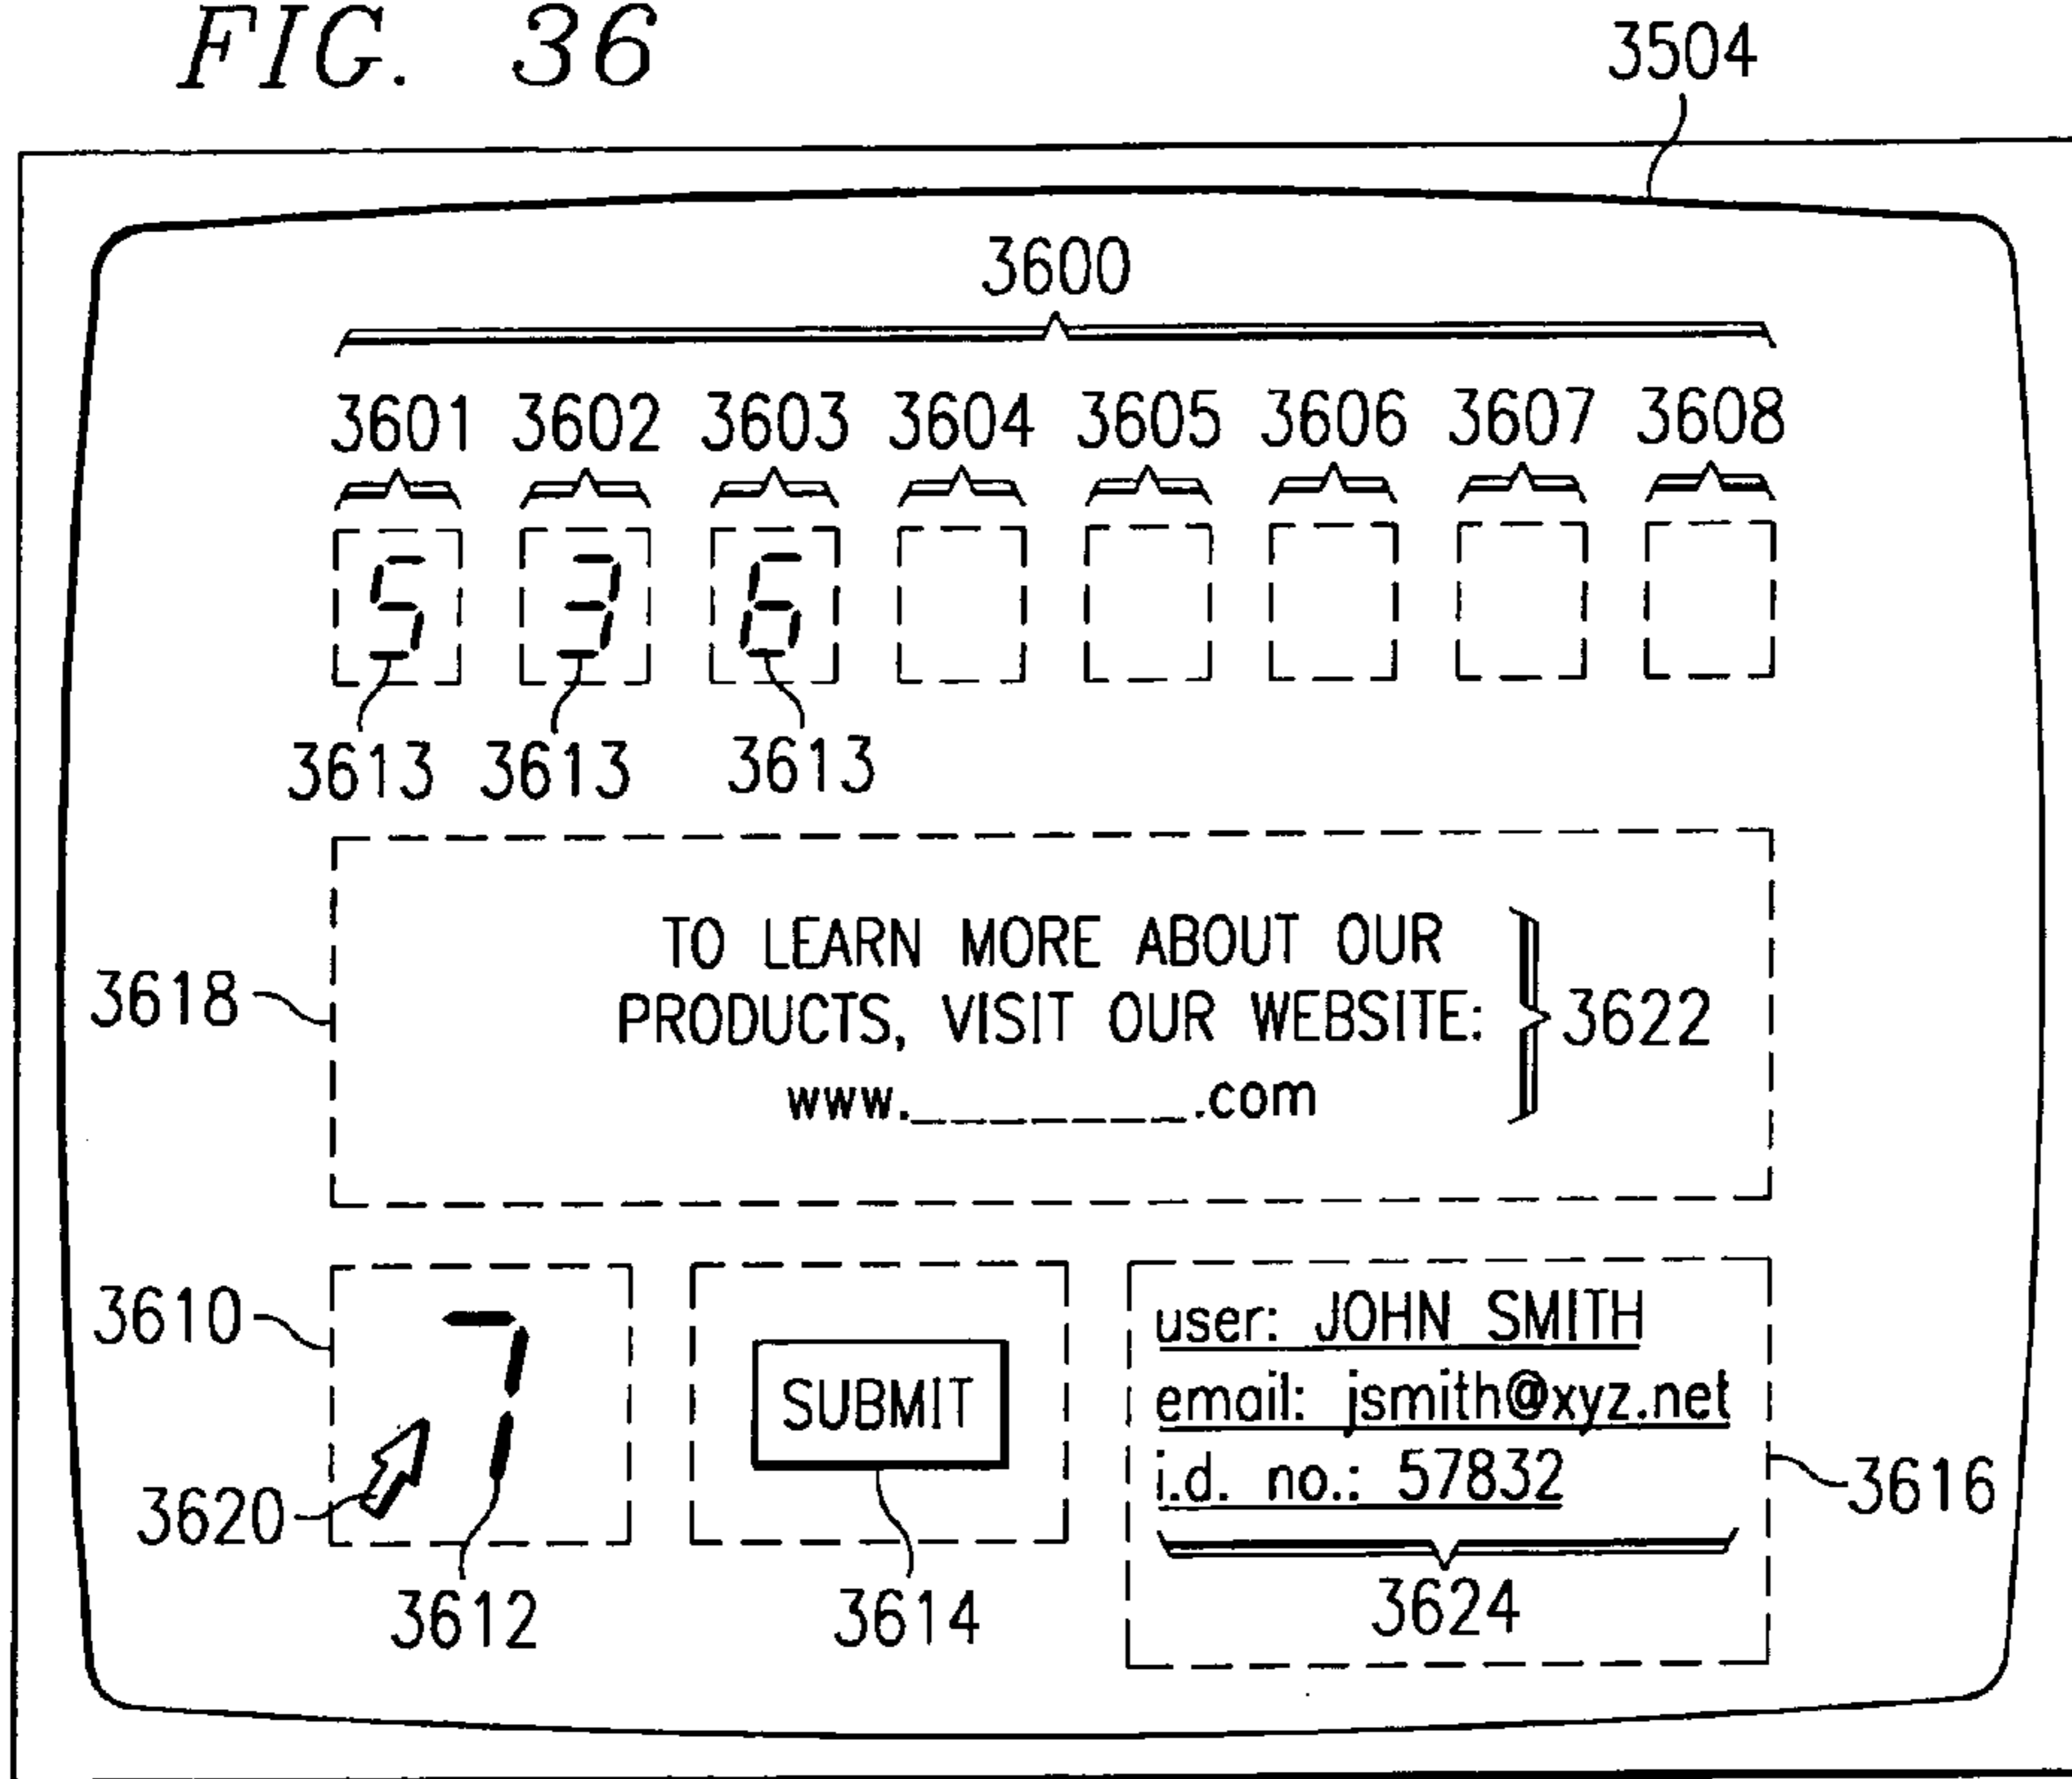 FIG. 36
3504
3600
3601 3602 3603 3604 3605 3606 3607 3608
5 3 6
3613 3613 3613
TO LEARN MORE ABOUT OUR
PRODUCTS, VISIT OUR WEBSITE:
www._______.com
3618
3622
3610
7
3620
3612
SUBMIT
3614
user: JOHN SMITH
email: jsmith@xyz.net
i.d. no.: 57832
3616
3624